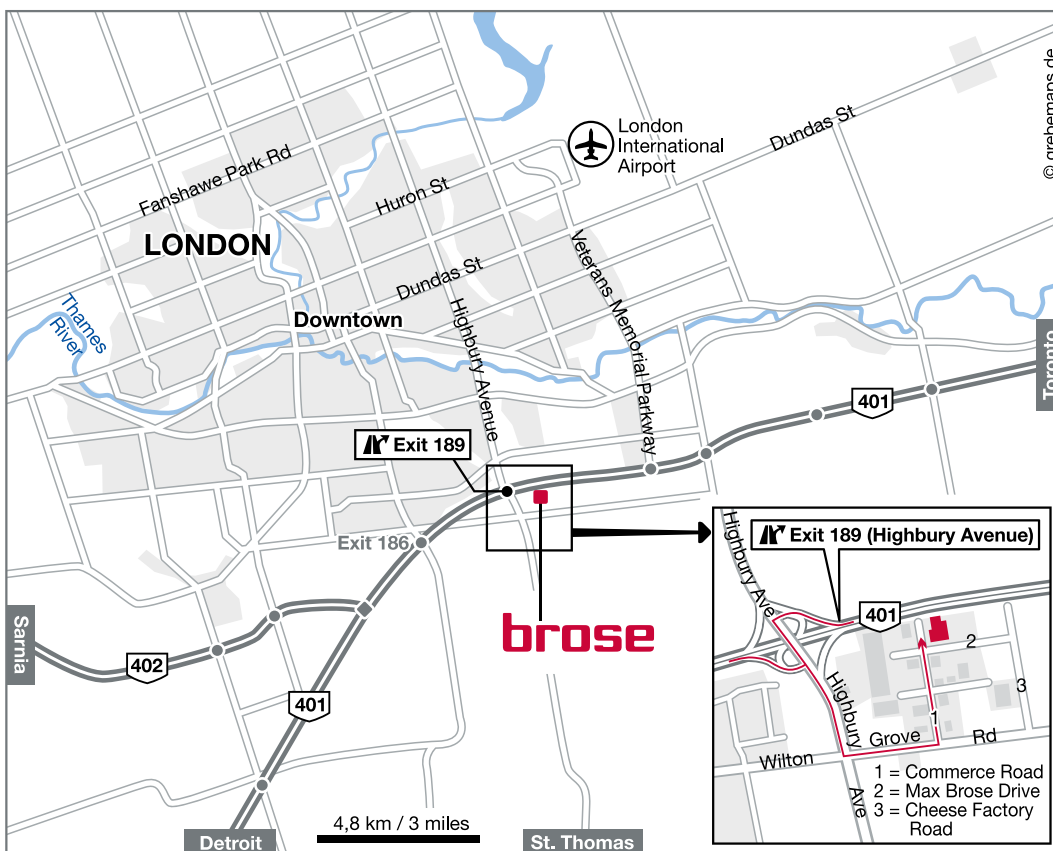 © grebemaps.de
London
International
Airport
Dundas St
Fanshawe Park Rd
Huron St
LONDON
Veterans Memorial Parkway
Dundas St
Thames
River
Downtown
Highbury Avenue
Toronto
401
Exit 189
Exit 186
brose
Sarnia
402
401
4,8 km / 3 miles
Detroit
St. Thomas
Highbury Ave
Exit 189 (Highbury Avenue)
401
2
3
Highbury
1
Grove
Rd
Wilton
Ave
1 = Commerce Road
2 = Max Brose Drive
3 = Cheese Factory
Road